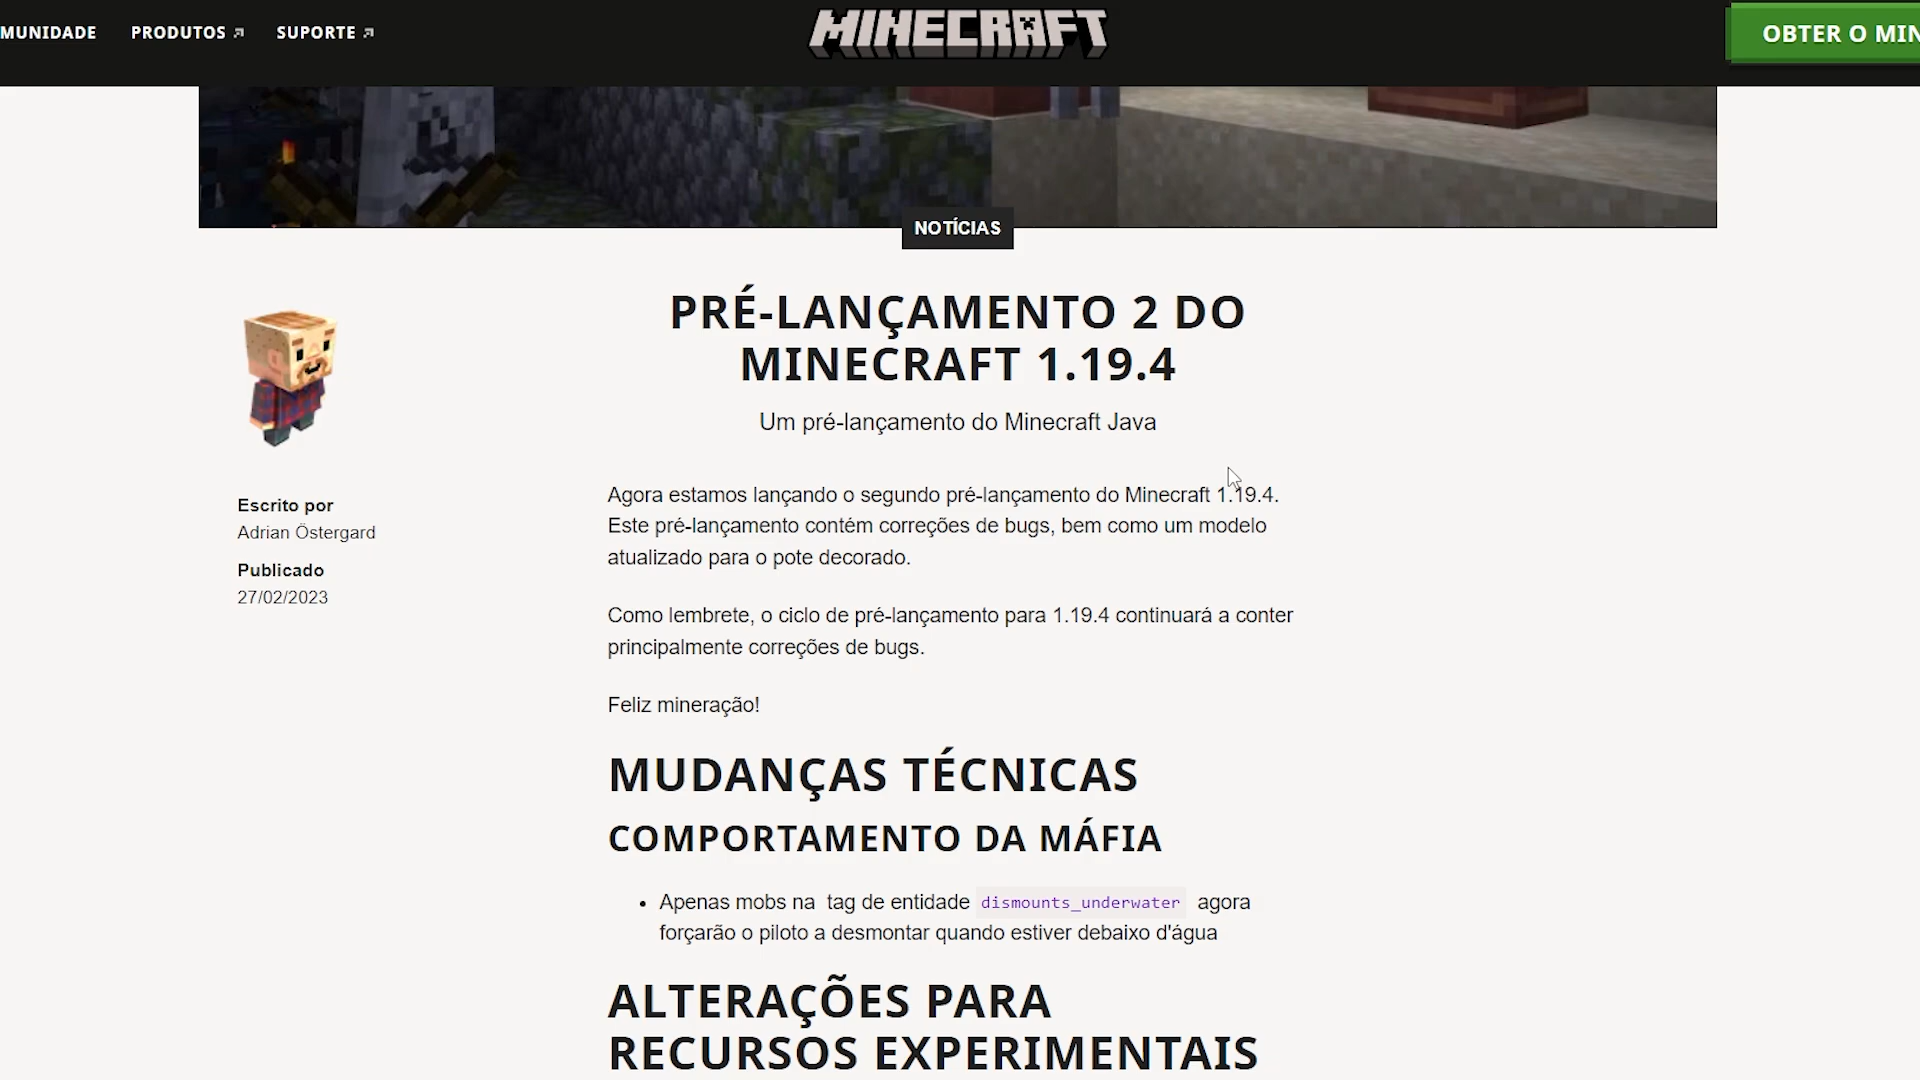 MUNIDADE
PRODUTOS
SUPORTE
MINECRAFT
OBTER O MIN
NOTÍCIAS
PRÉ-LANÇAMENTO 2 DO
MINECRAFT 1.19.4
Um pré-lançamento do Minecraft Java
Escrito por
Adrian Östergard
Publicado
27/02/2023
Agora estamos lançando o segundo pré-lançamento do Minecraft 1.19.4.
Este pré-lançamento contém correções de bugs, bem como um modelo
atualizado para o pote decorado.
Como lembrete, o ciclo de pré-lançamento para 1.19.4 continuará a conter
principalmente correções de bugs.
Feliz mineração!
MUDANÇAS TÉCNICAS
COMPORTAMENTO DA MÁFIA
• Apenas mobs na tag de entidade dismounts_underwater agora
forçarão o piloto a desmontar quando estiver debaixo d'água
ALTERAÇÕES PARA
RECURSOS EXPERIMENTAIS